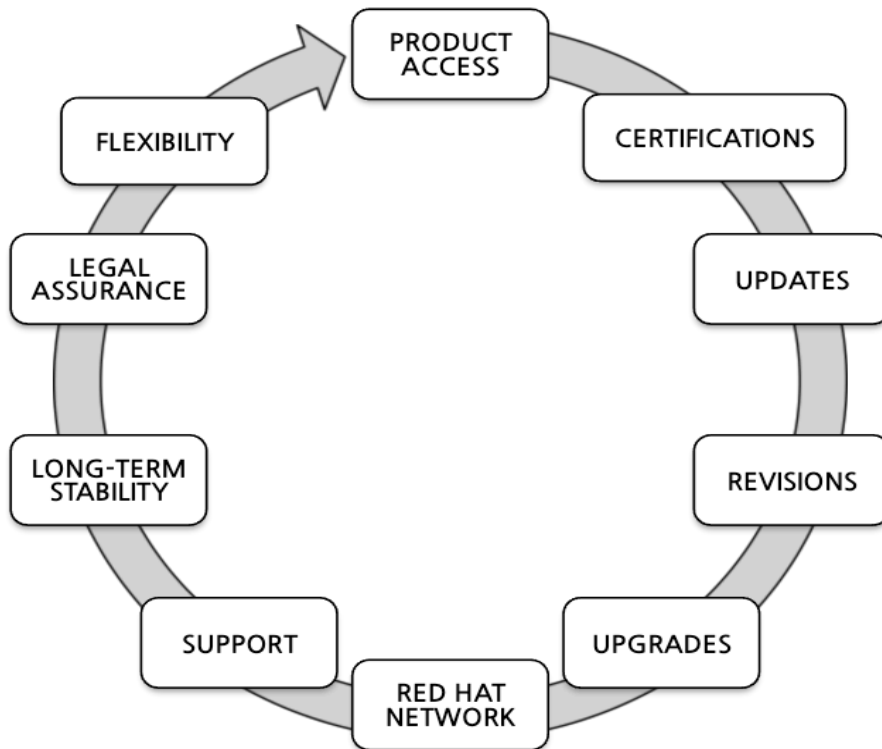 PRODUCT
ACCESS
CERTIFICATIONS
UPDATES
REVISIONS
UPGRADES
RED HAT
NETWORK
SUPPORT
LONG-TERM
STABILITY
LEGAL
ASSURANCE
FLEXIBILITY